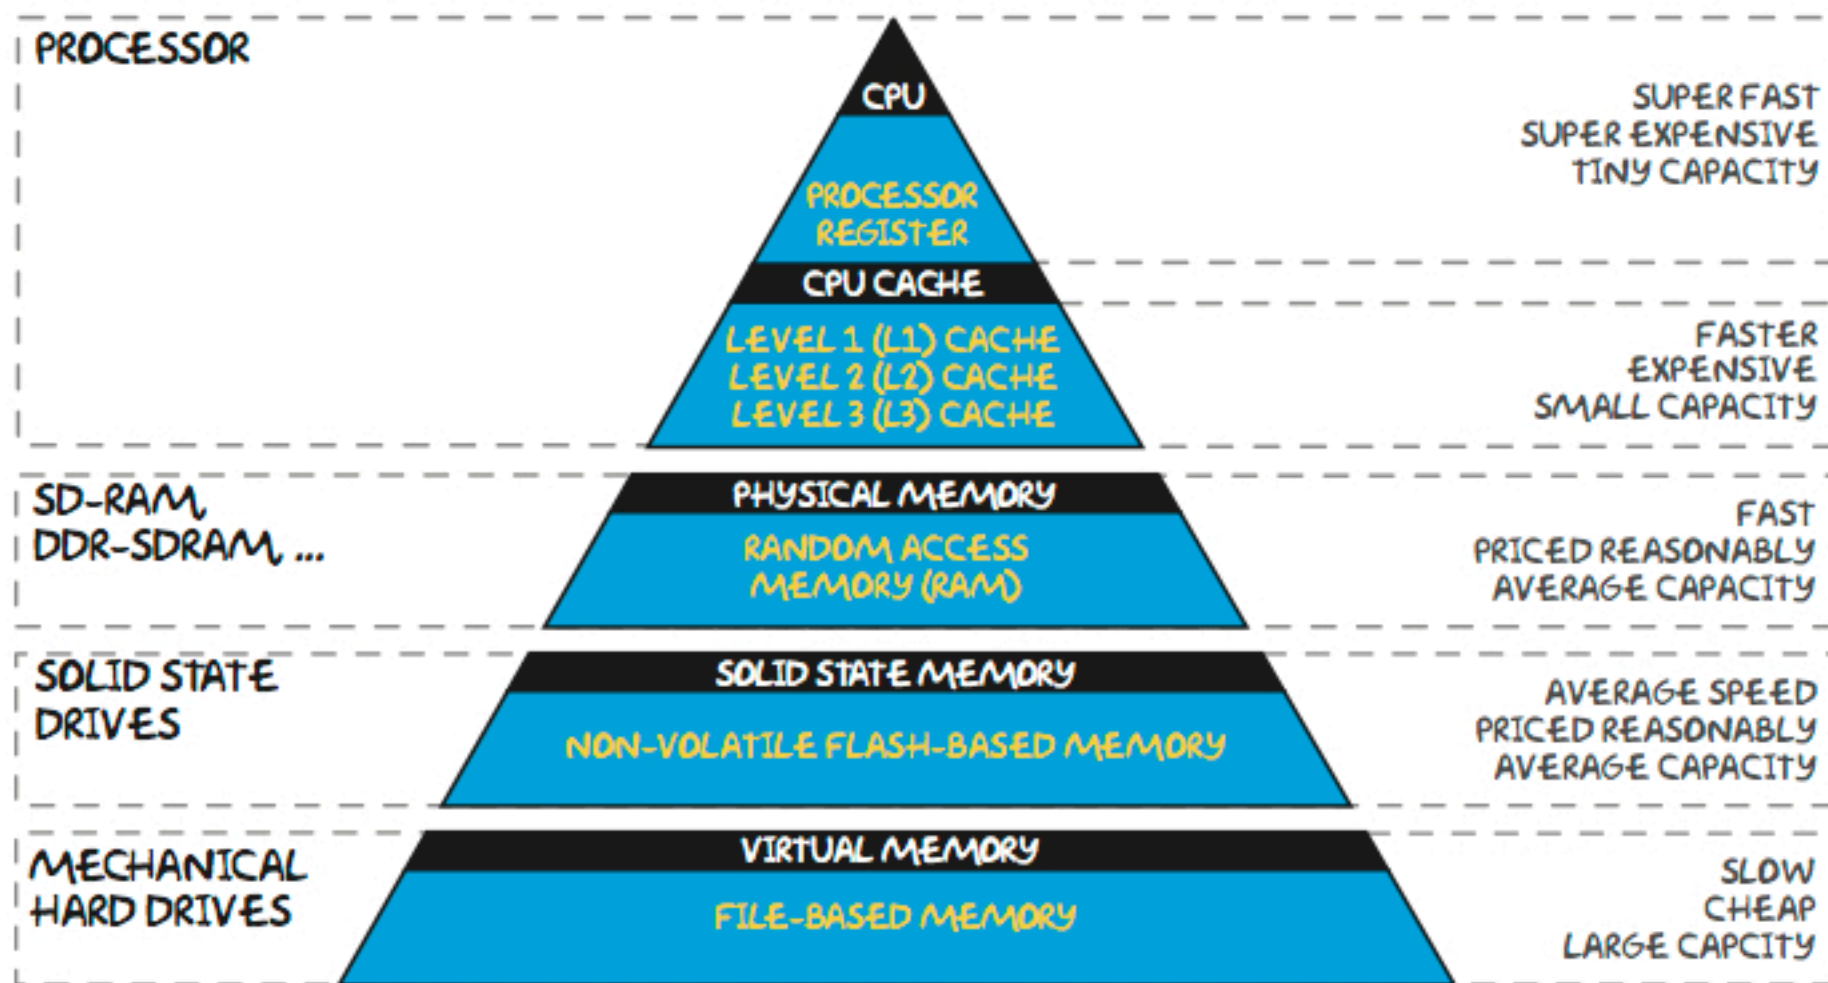 PROCESSOR
CPU
SUPER FAST
SUPER EXPENSIVE
TINY CAPACITY
PROCESSOR
REGISTER
CPU CACHE
LEVEL 1 (L1) CACHE
LEVEL 2 (L2) CACHE
LEVEL 3 (L3) CACHE
FASTER
EXPENSIVE
SMALL CAPACITY
SD-RAM,
DDR-SDRAM, ...
PHYSICAL MEMORY
RANDOM ACCESS
MEMORY (RAM)
FAST
PRICED REASONABLY
AVERAGE CAPACITY
SOLID STATE
DRIVES
SOLID STATE MEMORY
NON-VOLATILE FLASH-BASED MEMORY
AVERAGE SPEED
PRICED REASONABLY
AVERAGE CAPACITY
MECHANICAL
HARD DRIVES
VIRTUAL MEMORY
FILE-BASED MEMORY
SLOW
CHEAP
LARGE CAPCITY